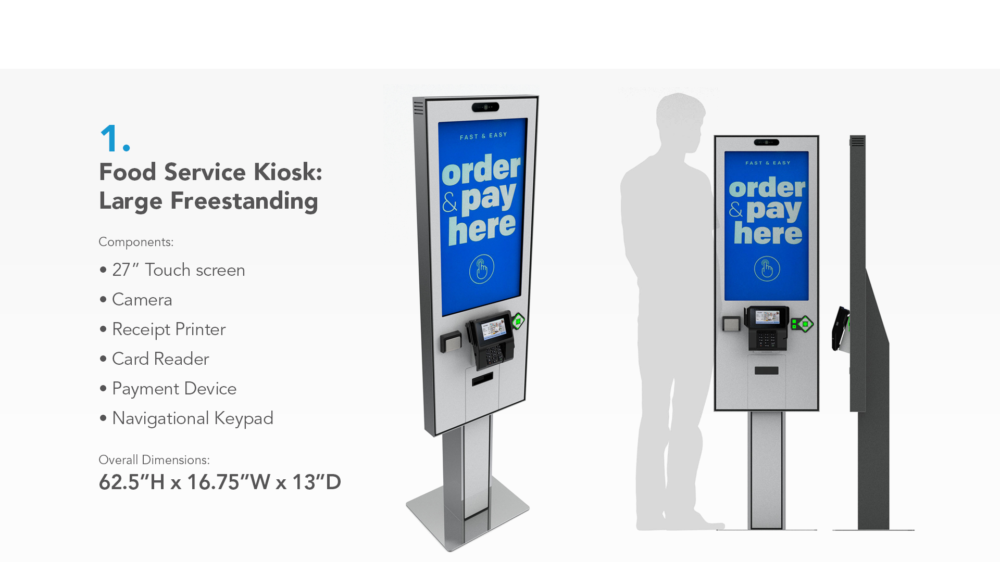 1.
Food Service Kiosk:
Large Freestanding
Components:
• 27” Touch screen
• Camera
• Receipt Printer
• Card Reader
• Payment Device
• Navigational Keypad
Overall Dimensions:
62.5”H x 16.75”W x 13”D
FAST & EASY
order
& pay
here
FAST & EASY
order
& pay
here